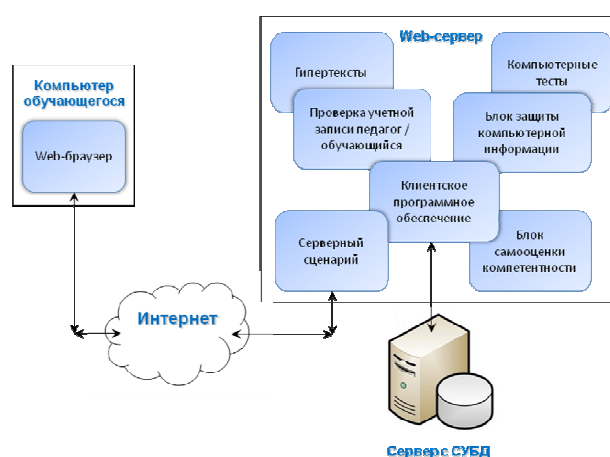 Web-сервер
Гипертексты
Компьютерные
тесты
Компьютер
обучающегося
Web-браузер
Проверка учетной
записи педагог /
обучающийся
Блок защиты
компьютерной
информации
Клиентское
программное
обеспечение
Серверный
сценарий
Блок
самооценки
компетентности
Интернет
Сервер с СУБД